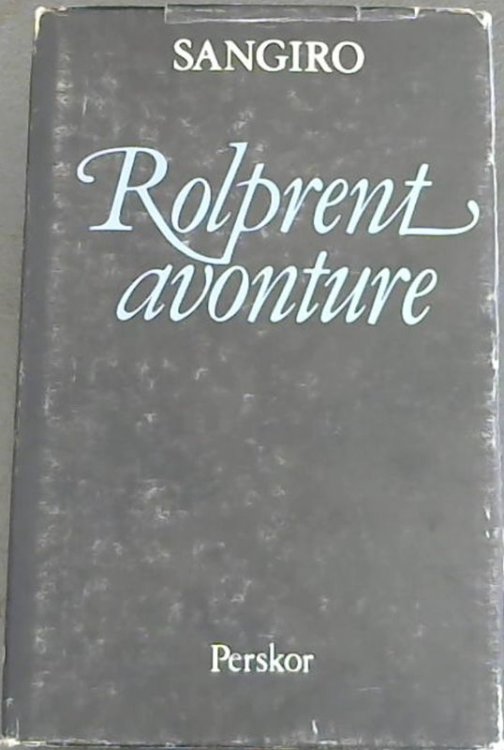 SANGIRO
Rolprent
avonture
Perskor